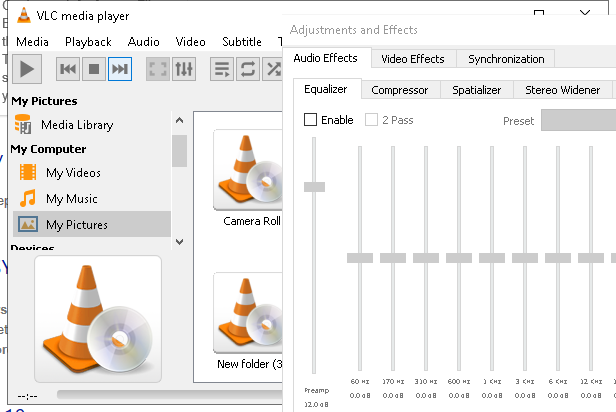 VLC media player
Media Playback Audio Video Subtitle
My Pictures
Media Library
My Computer
My Videos
My Music
My Pictures
Devices
Camera Roll
New folder (3
--:--
Adjustments and Effects
Audio Effects Video Effects Synchronization
Equalizer Compressor Spatializer Stereo Widener
Enable 2 Pass Preset
Preamp
12.0 dB
60 Hz 170 Hz 310 Hz 600 Hz 1 KHz 3 KHz 6 KHz 12 KHz
0.0 dB 0.0 dB 0.0 dB 0.0 dB 0.0 dB 0.0 dB 0.0 dB 0.0 dB